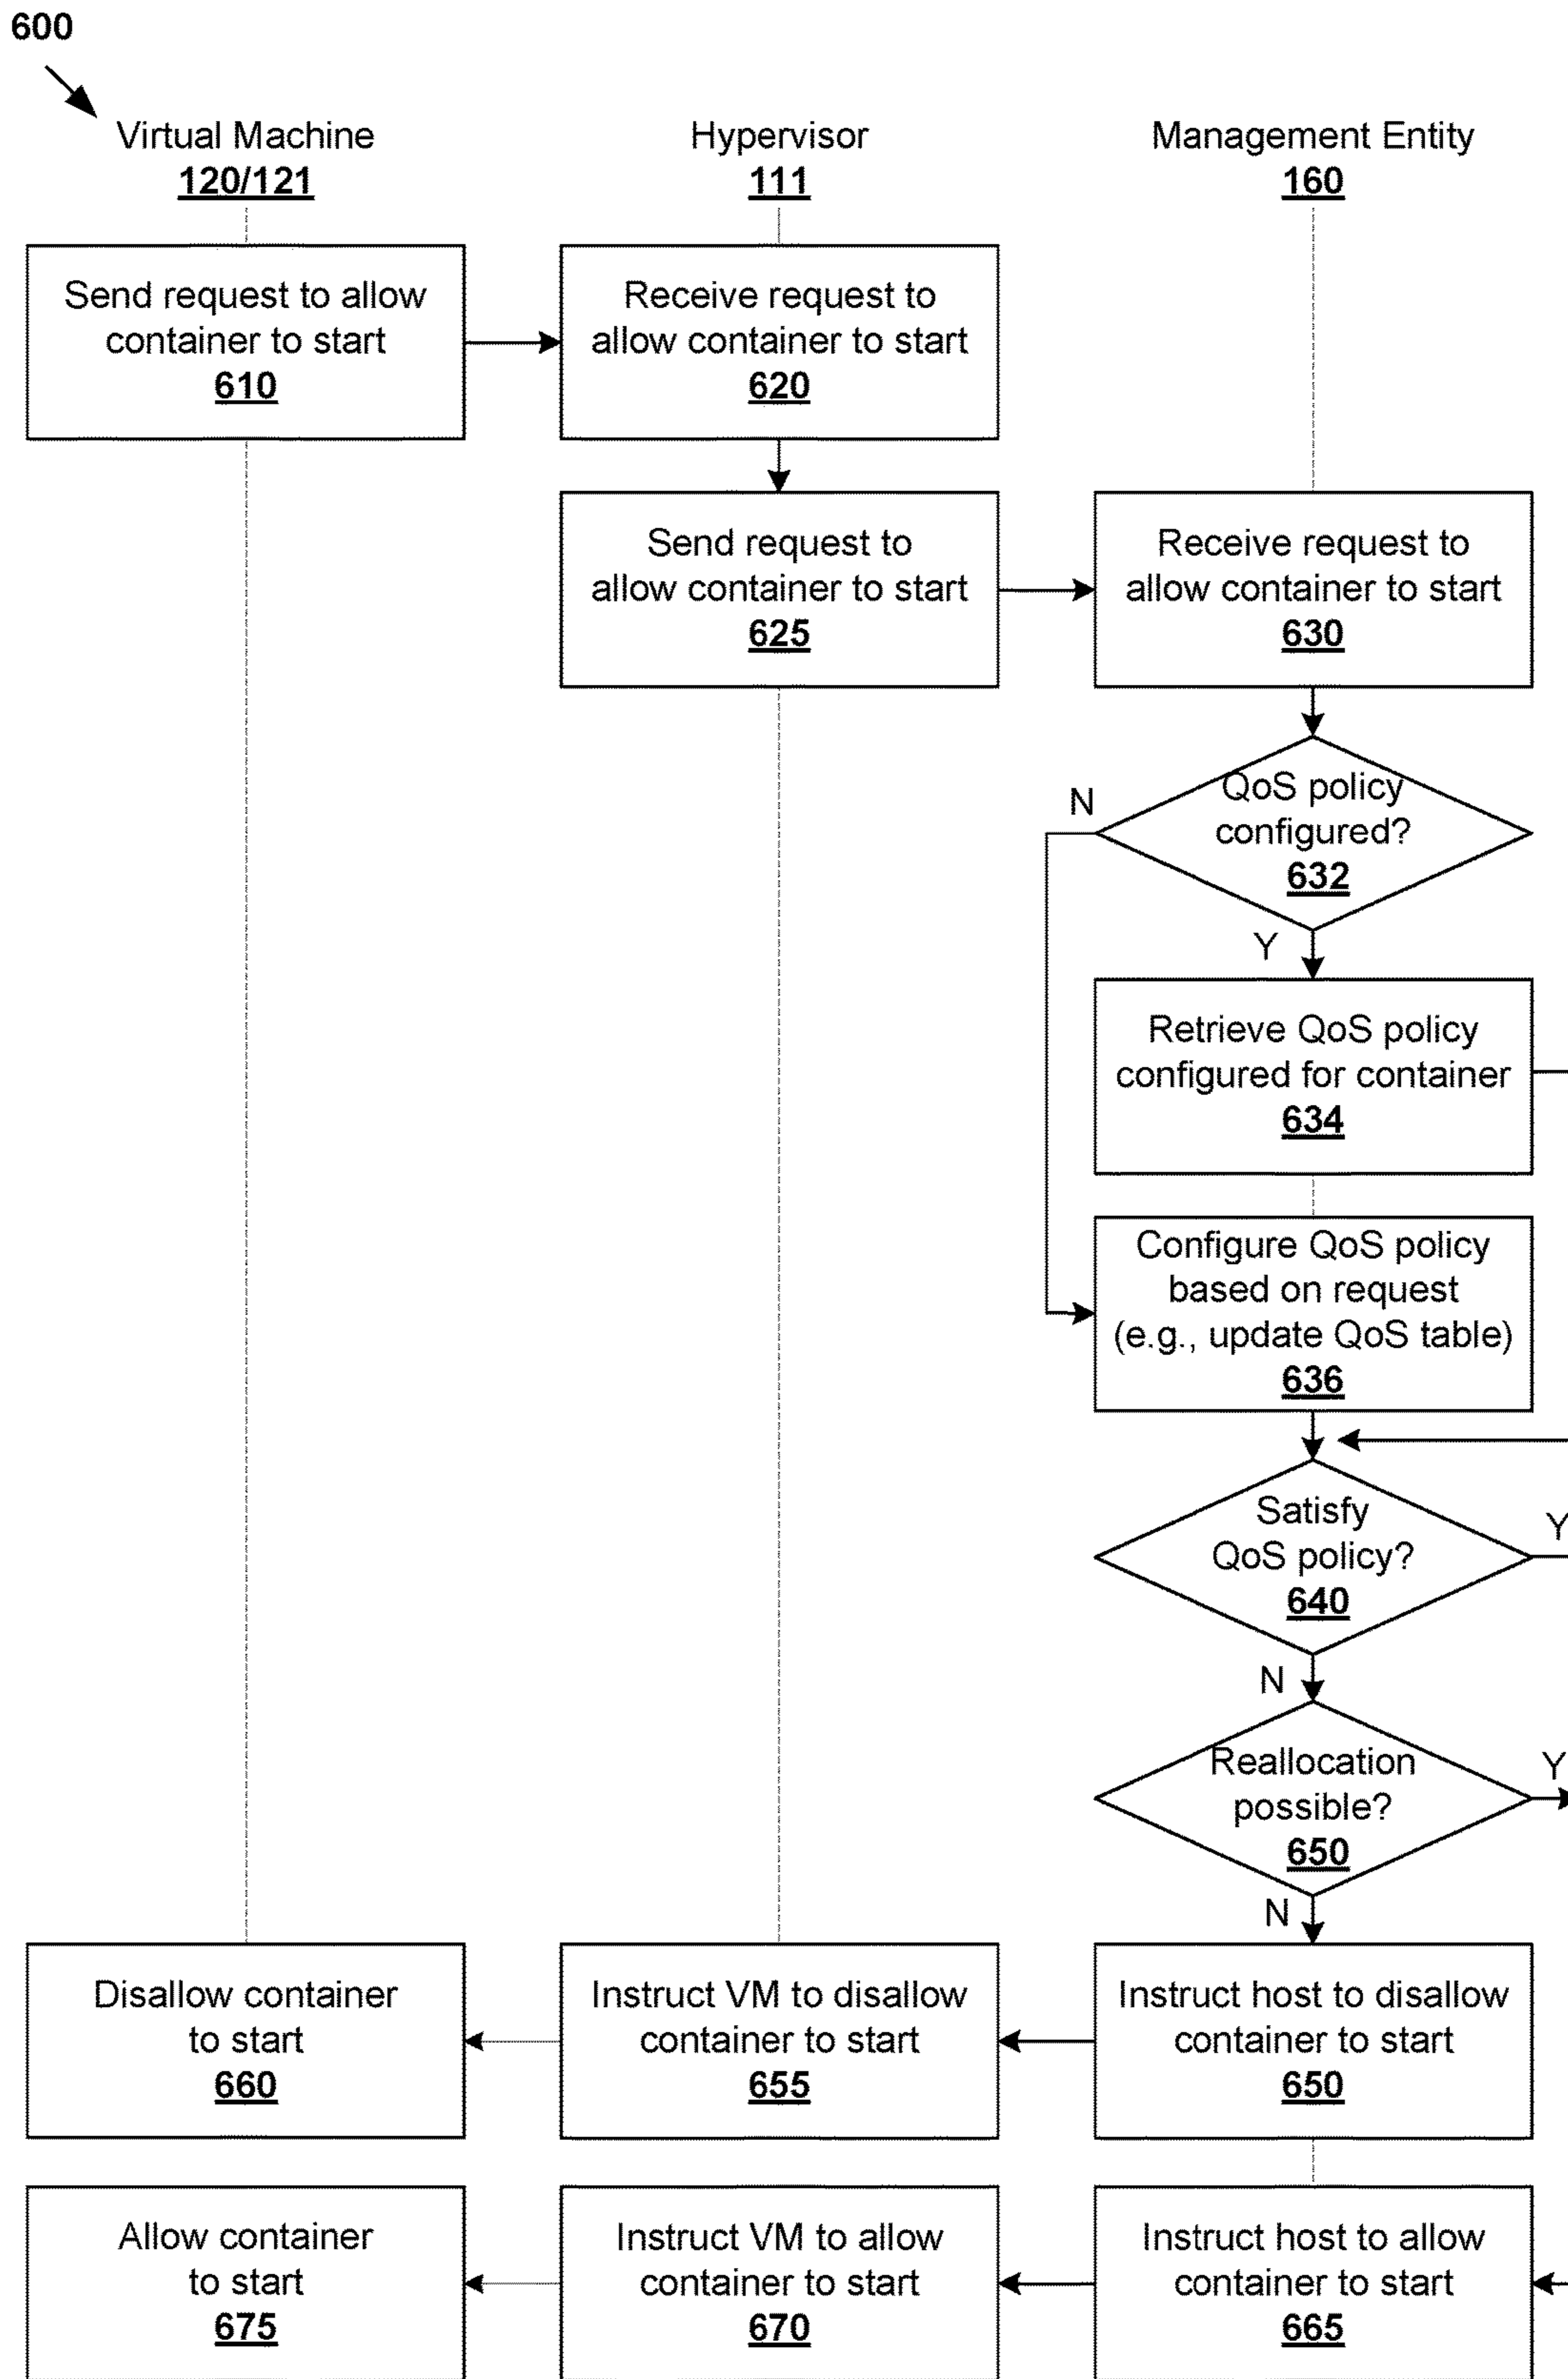 600
Virtual Machine
120/121
Hypervisor
111
Management Entity
160
Send request to allow
container to start
610
Receive request to
allow container to start
620
Send request to
allow container to start
625
Receive request to
allow container to start
630
QoS policy
configured?
632
N
Y
Retrieve QoS policy
configured for container
634
Configure QoS policy
based on request
(e.g., update QoS table)
636
Satisfy
QoS policy?
640
Y
N
Reallocation
possible?
650
Y
N
Disallow container
to start
660
Instruct VM to disallow
container to start
655
Instruct host to disallow
container to start
650
Allow container
to start
675
Instruct VM to allow
container to start
670
Instruct host to allow
container to start
665